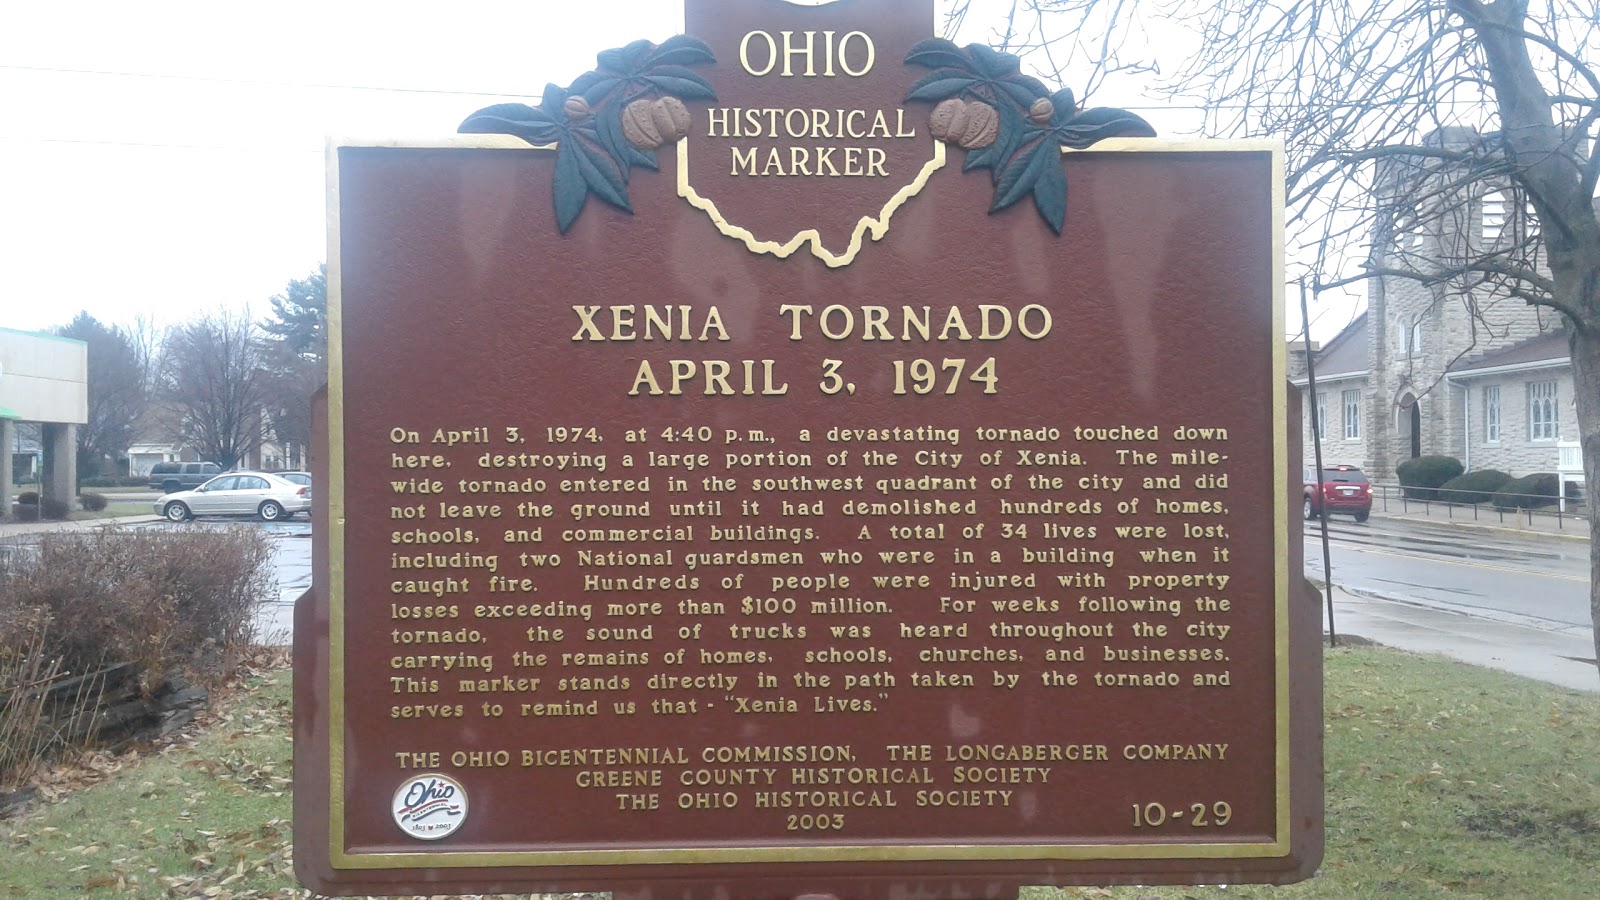 OHIO
HISTORICAL
MARKER
XENIA TORNADO
APRIL 3, 1974
On April 3, 1974, at 4:40 p.m., a devastating tornado touched down
here, destroying a large portion of the City of Xenia. The mile-
wide tornado entered in the southwest quadrant of the city and did
not leave the ground until it had demolished hundreds of homes,
schools, and commercial buildings. A total of 34 lives were lost,
including two National guardsmen who were in a building when it
caught fire. Hundreds of people were injured with property
losses exceeding more than $100 million. For weeks following the
tornado, the sound of trucks was heard throughout the city
carrying the remains of homes, schools, churches, and businesses.
This marker stands directly in the path taken by the tornado and
serves to remind us that - "Xenia Lives."
THE OHIO BICENTENNIAL COMMISSION, THE LONGABERGER COMPANY
GREENE COUNTY HISTORICAL SOCIETY
THE OHIO HISTORICAL SOCIETY
2003
10-29
Ohio
BICENTENNIAL
1803 2003